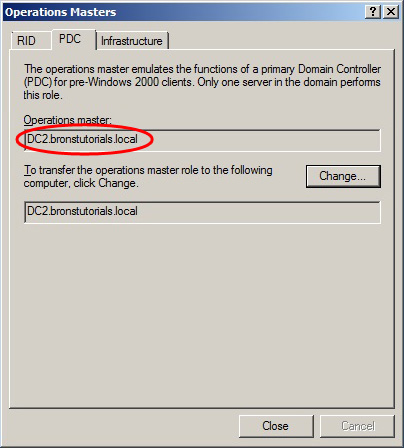 Operations Masters
RID PDC Infrastructure
The operations master emulates the functions of a primary Domain Controller
(PDC) for pre-Windows 2000 clients. Only one server in the domain performs
this role.
Operations master:
DC2.bronstutorials.local
To transfer the operations master role to the following
computer, click Change.
Change...
DC2.bronstutorials.local
Close Cancel